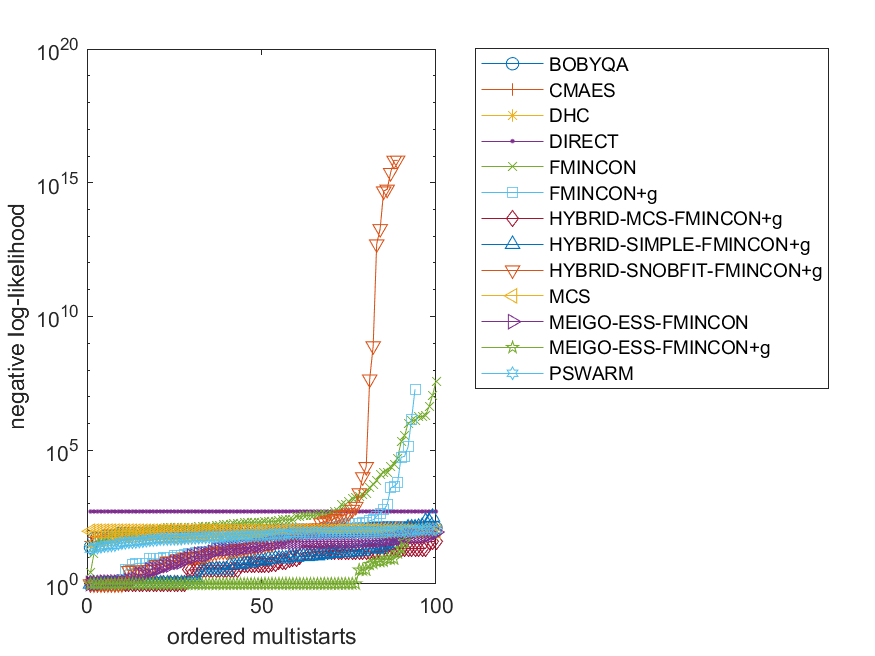 10^20
10^15
10^10
10^5
10^0
negative log-likelihood
0
50
100
ordered multistarts
BOBYQA
CMAES
DHC
DIRECT
FMINCON
FMINCON+g
HYBRID-MCS-FMINCON+g
HYBRID-SIMPLE-FMINCON+g
HYBRID-SNOBFIT-FMINCON+g
MCS
MEIGO-ESS-FMINCON
MEIGO-ESS-FMINCON+g
PSWARM